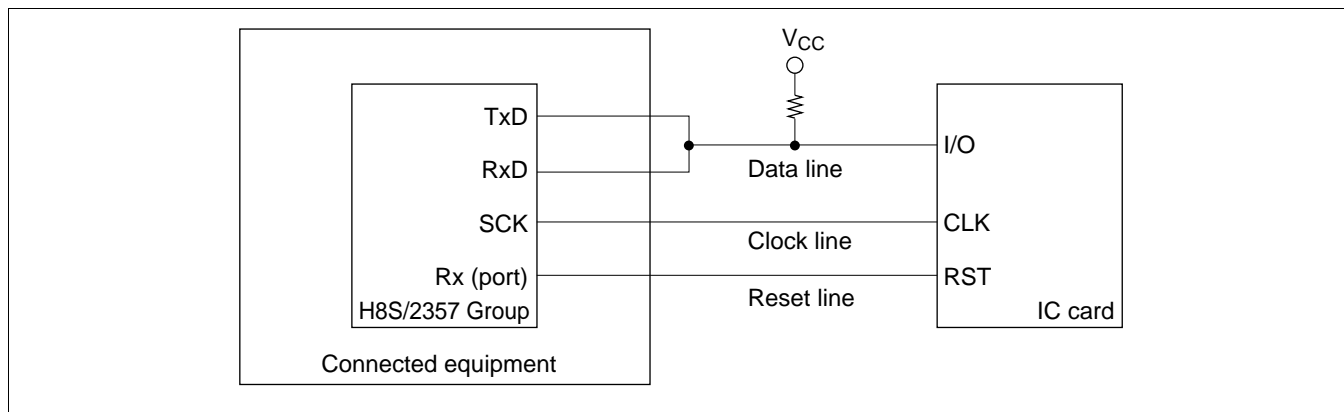 V_CC
TxD
I/O
RxD
Data line
SCK
CLK
Clock line
Rx (port)
RST
H8S/2357 Group
Reset line
IC card
Connected equipment